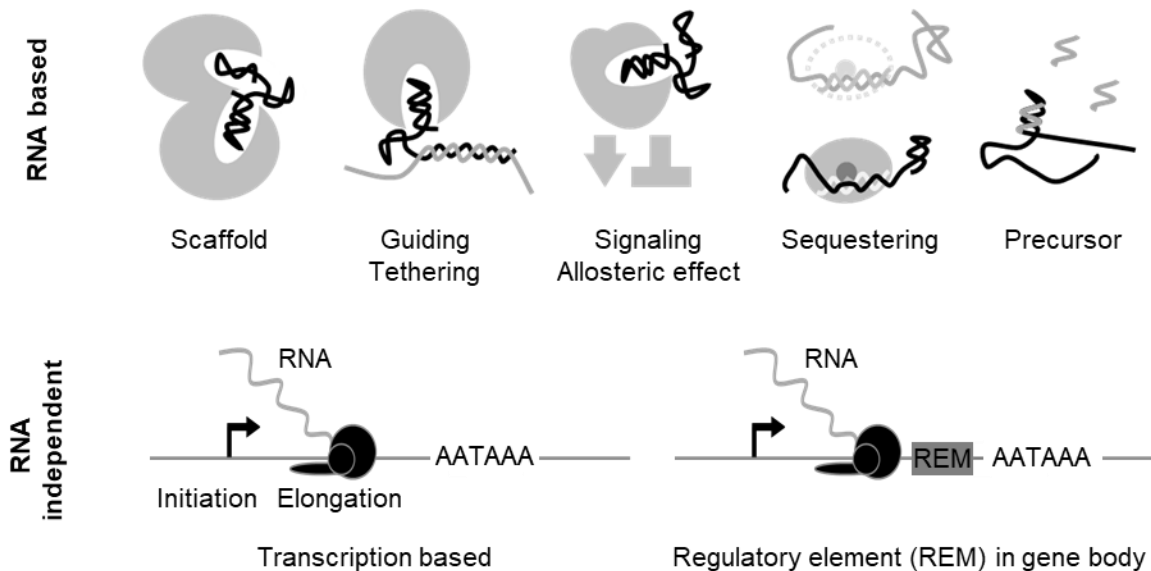 RNA based
Scaffold
Guiding
Tethering
Signaling
Allosteric effect
Sequestering
Precursor
RNA
independent
RNA
AATAAA
Initiation
Elongation
Transcription based
RNA
REM
AATAAA
Regulatory element (REM) in gene body